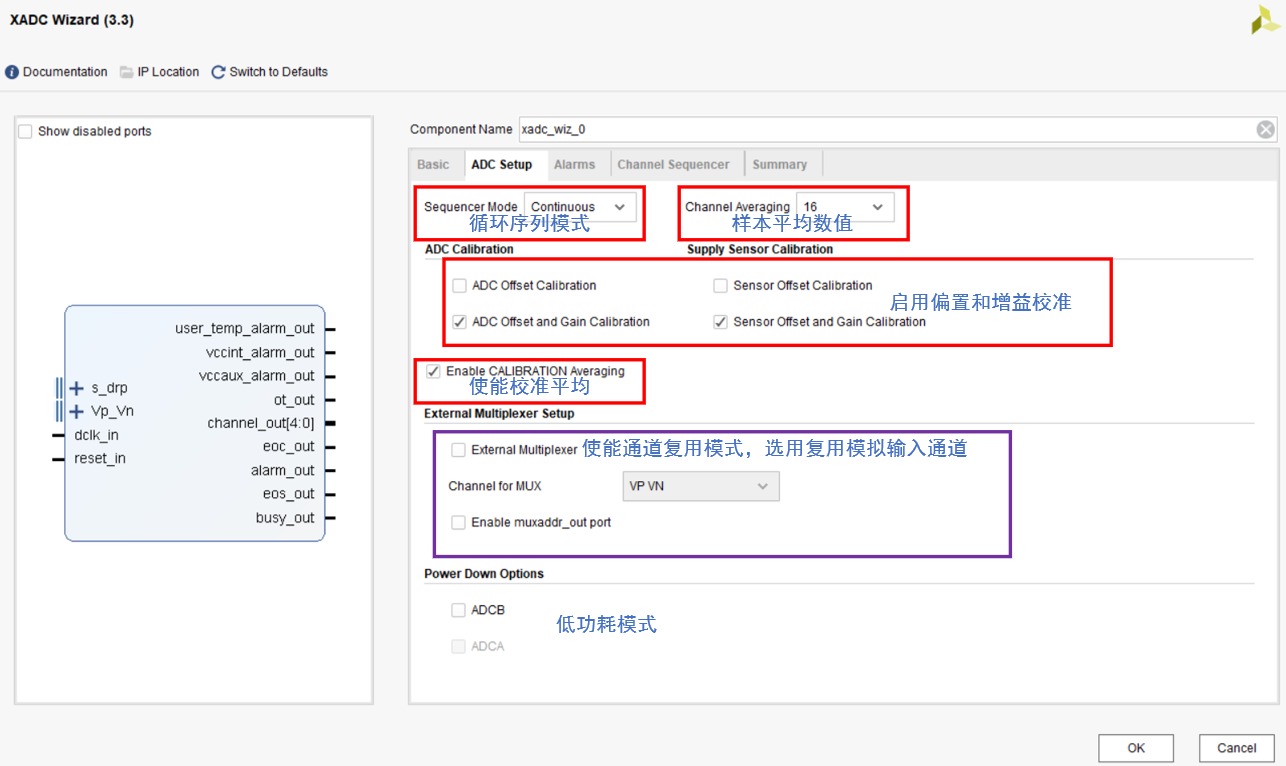 XADC Wizard (3.3)
Documentation IP Location Switch to Defaults
Show disabled ports
s_drp
Vp_Vn
dclk_in
reset_in
user_temp_alarm_out
vccint_alarm_out
vccaux_alarm_out
ot_out
channel_out[4:0]
eoc_out
alarm_out
eos_out
busy_out
Component Name xadc_wiz_0
Basic ADC Setup Alarms Channel Sequencer Summary
Sequencer Mode Continuous Channel Averaging 16
循环序列模式 样本平均数值
ADC Calibration Supply Sensor Calibration
ADC Offset Calibration Sensor Offset Calibration
启用偏置和增益校准
ADC Offset and Gain Calibration Sensor Offset and Gain Calibration
Enable CALIBRATION Averaging
使能校准平均
External Multiplexer Setup
External Multiplexer 使能通道复用模式，选用复用模拟输入通道
Channel for MUX VP VN
Enable muxaddr_out port
Power Down Options
ADCB
低功耗模式
ADCA
OK Cancel